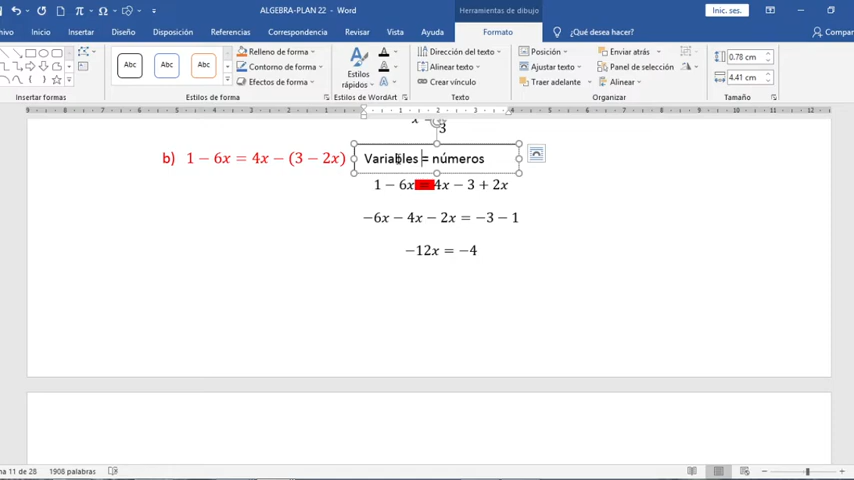 ALGEBRA-PLAN 22 - Word
Herramientas de dibujo
Inic. ses.
Inicio Insertar Diseño Disposición Referencias Correspondencia Revisar Vista Ayuda Formato ¿Qué desea hacer?
Abc Abc Abc
Relleno de forma
Contorno de forma
Efectos de forma
Estilos rápidos
Dirección del texto
Alinear texto
Crear vínculo
Posición
Ajustar texto
Traer adelante
Enviar atrás
Panel de selección
Alinear
0.78 cm
4.41 cm
Insertar formas Estilos de forma Estilos de WordArt Texto Organizar Tamaño
3
b) 1 − 6x = 4x − (3 − 2x) Variables = números
1 − 6x = 4x − 3 + 2x
−6x − 4x − 2x = −3 − 1
−12x = −4
11 de 28 1908 palabras